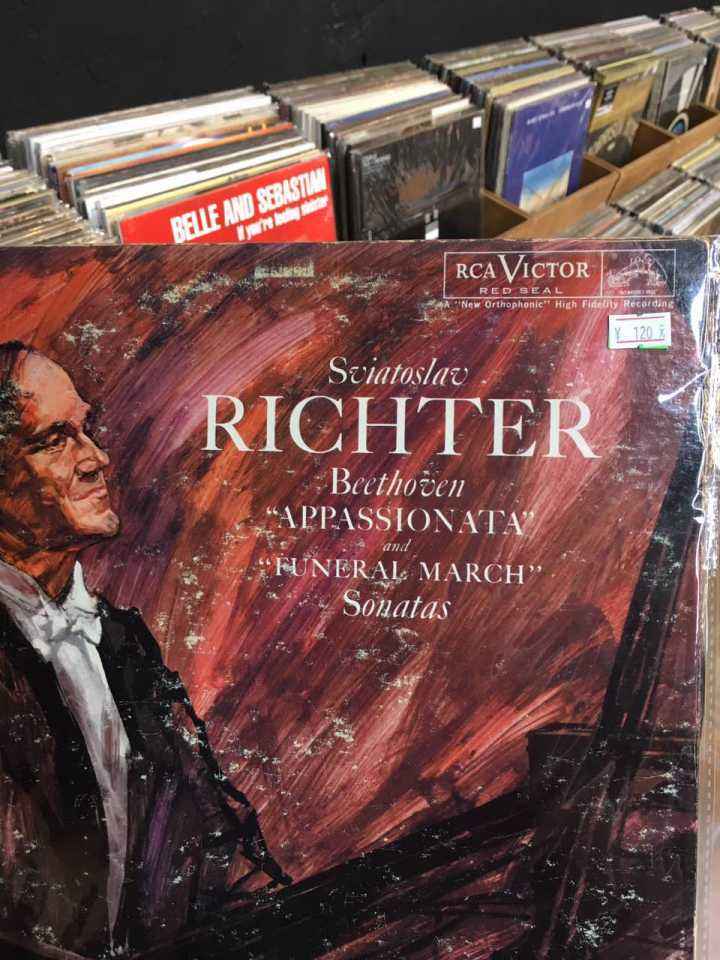 BELLE AND SEBASTIAN
If you're feeling sinister
RCA VICTOR
RED SEAL
A "New Orthophonic" High Fidelity Recording
¥ 120
Sviatoslav
RICHTER
Beethoven
"APPASSIONATA"
and
"FUNERAL MARCH"
Sonatas